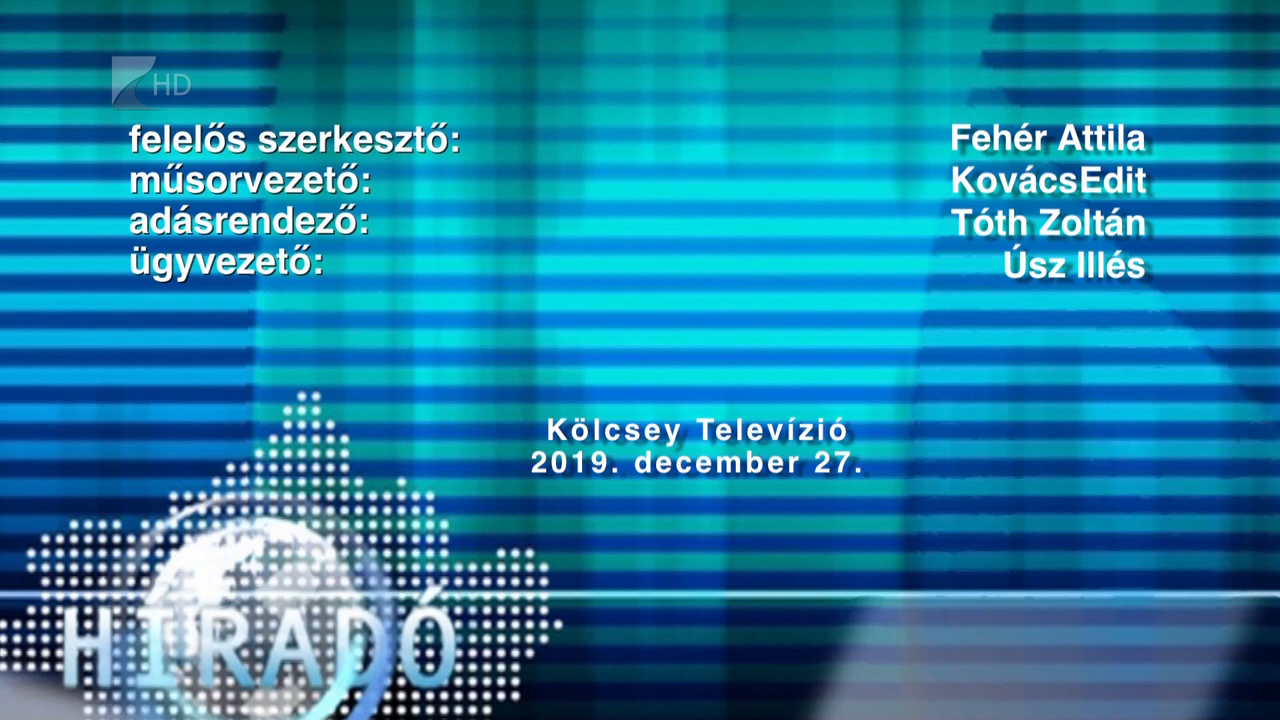 HD
felelős szerkesztő: Fehér Attila
műsorvezető: KovácsEdit
adásrendező: Tóth Zoltán
ügyvezető: Úsz Illés
Kölcsey Televízió
2019. december 27.
HÍRADÓ